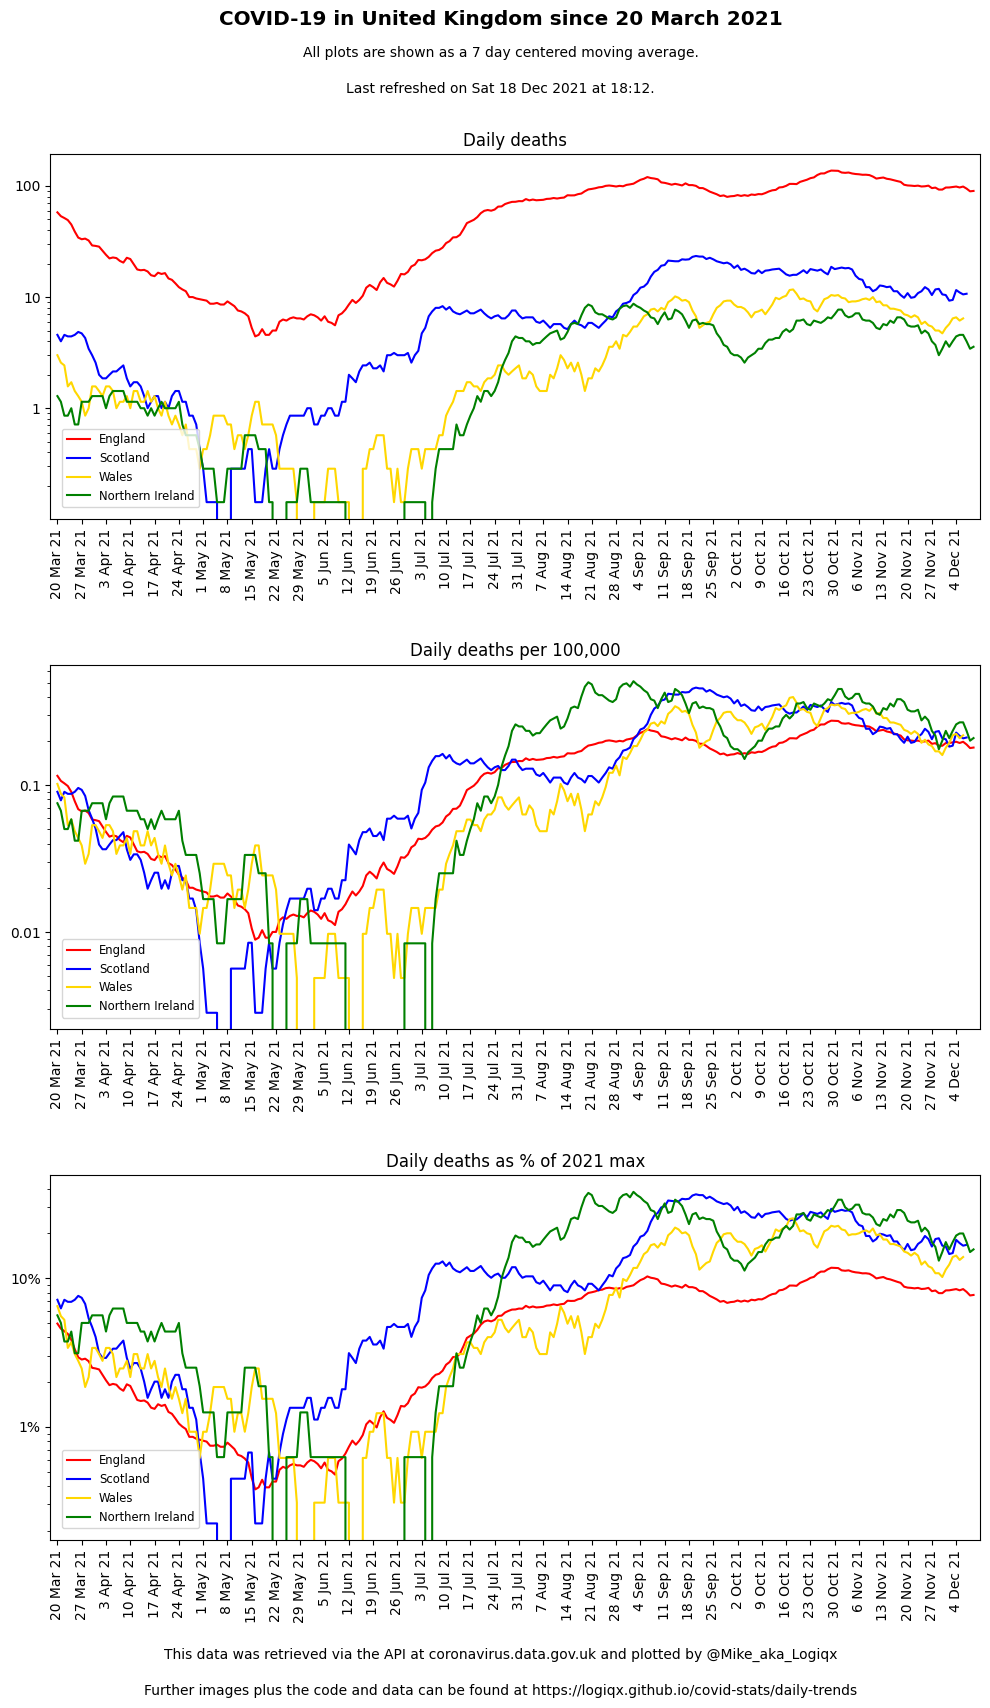 COVID-19 in United Kingdom since 20 March 2021
All plots are shown as a 7 day centered moving average.
Last refreshed on Sat 18 Dec 2021 at 18:12.
Daily deaths
100
10
1
England
Scotland
Wales
Northern Ireland
20 Mar 21
27 Mar 21
3 Apr 21
10 Apr 21
17 Apr 21
24 Apr 21
1 May 21
8 May 21
15 May 21
22 May 21
29 May 21
5 Jun 21
12 Jun 21
19 Jun 21
26 Jun 21
3 Jul 21
10 Jul 21
17 Jul 21
24 Jul 21
31 Jul 21
7 Aug 21
14 Aug 21
21 Aug 21
28 Aug 21
4 Sep 21
11 Sep 21
18 Sep 21
25 Sep 21
2 Oct 21
9 Oct 21
16 Oct 21
23 Oct 21
30 Oct 21
6 Nov 21
13 Nov 21
20 Nov 21
27 Nov 21
4 Dec 21
Daily deaths per 100,000
0.1
0.01
England
Scotland
Wales
Northern Ireland
20 Mar 21
27 Mar 21
3 Apr 21
10 Apr 21
17 Apr 21
24 Apr 21
1 May 21
8 May 21
15 May 21
22 May 21
29 May 21
5 Jun 21
12 Jun 21
19 Jun 21
26 Jun 21
3 Jul 21
10 Jul 21
17 Jul 21
24 Jul 21
31 Jul 21
7 Aug 21
14 Aug 21
21 Aug 21
28 Aug 21
4 Sep 21
11 Sep 21
18 Sep 21
25 Sep 21
2 Oct 21
9 Oct 21
16 Oct 21
23 Oct 21
30 Oct 21
6 Nov 21
13 Nov 21
20 Nov 21
27 Nov 21
4 Dec 21
Daily deaths as % of 2021 max
10%
1%
England
Scotland
Wales
Northern Ireland
20 Mar 21
27 Mar 21
3 Apr 21
10 Apr 21
17 Apr 21
24 Apr 21
1 May 21
8 May 21
15 May 21
22 May 21
29 May 21
5 Jun 21
12 Jun 21
19 Jun 21
26 Jun 21
3 Jul 21
10 Jul 21
17 Jul 21
24 Jul 21
31 Jul 21
7 Aug 21
14 Aug 21
21 Aug 21
28 Aug 21
4 Sep 21
11 Sep 21
18 Sep 21
25 Sep 21
2 Oct 21
9 Oct 21
16 Oct 21
23 Oct 21
30 Oct 21
6 Nov 21
13 Nov 21
20 Nov 21
27 Nov 21
4 Dec 21
This data was retrieved via the API at coronavirus.data.gov.uk and plotted by @Mike_aka_Logiqx
Further images plus the code and data can be found at https://logiqx.github.io/covid-stats/daily-trends